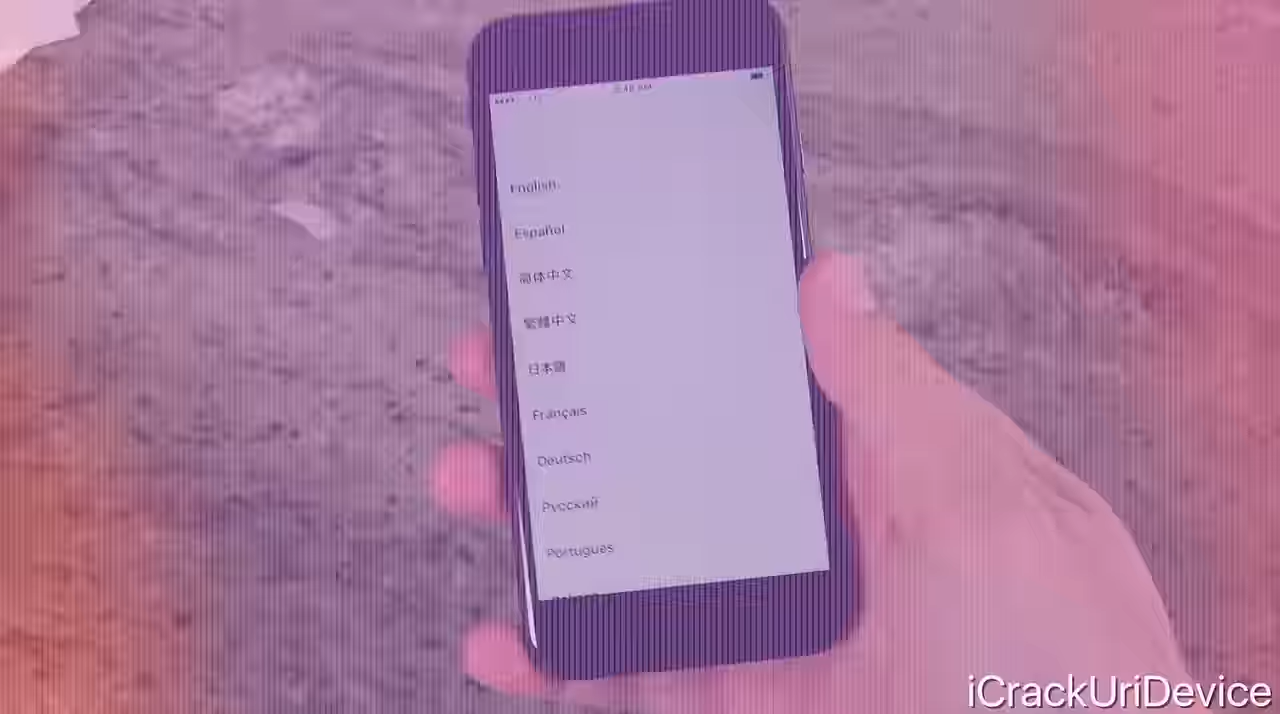 English
Español
简体中文
繁體中文
日本語
Français
Deutsch
Русский
Português
iCrackUriDevice